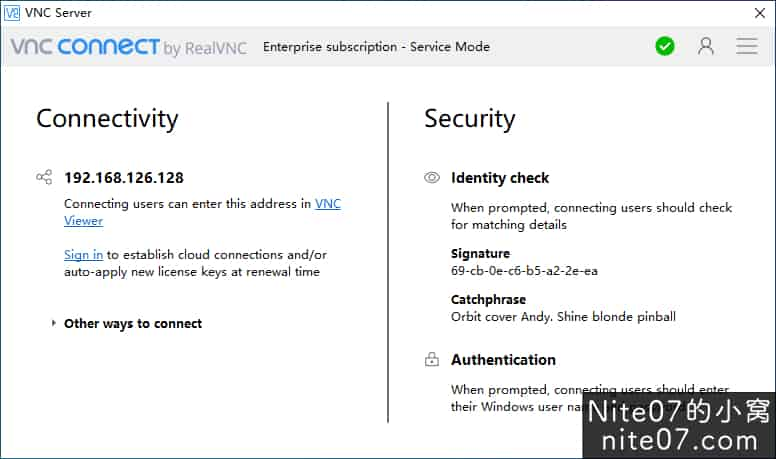 VNC Server
vnc connect by RealVNC
Enterprise subscription - Service Mode
Connectivity
192.168.126.128
Connecting users can enter this address in VNC
Viewer
Sign in to establish cloud connections and/or
auto-apply new license keys at renewal time
Other ways to connect
Security
Identity check
When prompted, connecting users should check
for matching details
Signature
69-cb-0e-c6-b5-a2-2e-ea
Catchphrase
Orbit cover Andy. Shine blonde pinball
Authentication
When prompted, connecting users should enter
their Windows user
Nite07的小窝
nite07.com